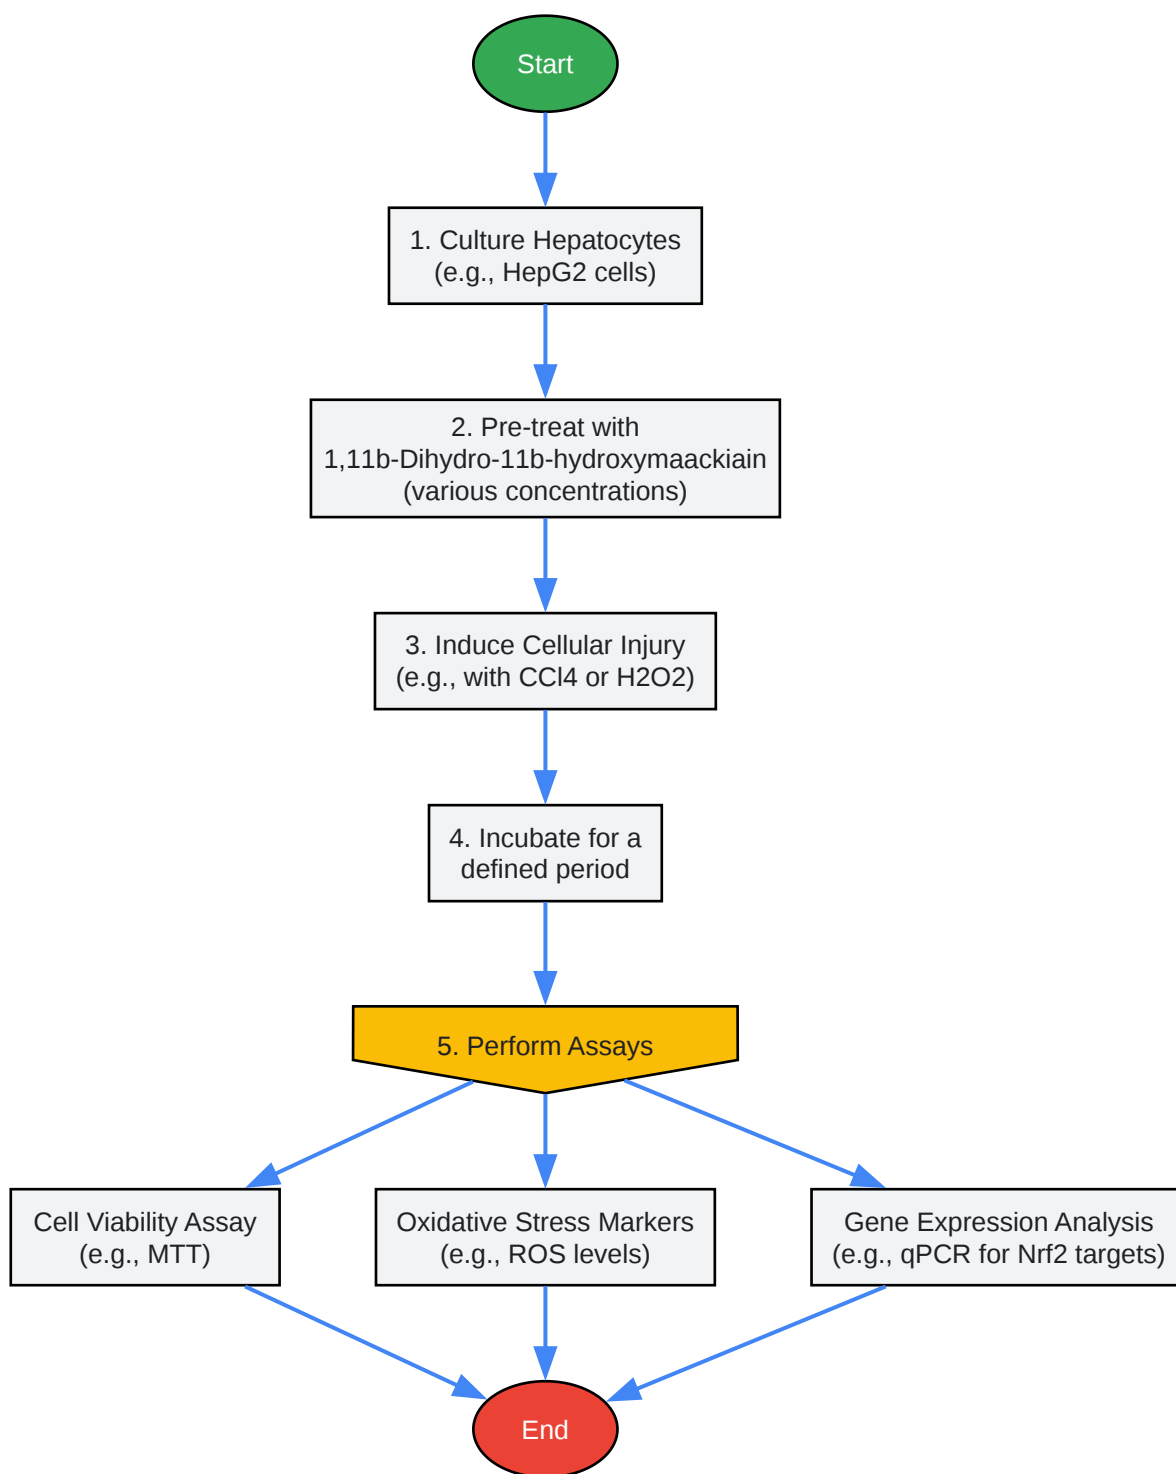 Start
1. Culture Hepatocytes
(e.g., HepG2 cells)
2. Pre-treat with
1,11b-Dihydro-11b-hydroxymaackiain
(various concentrations)
3. Induce Cellular Injury
(e.g., with CCl4 or H2O2)
4. Incubate for a
defined period
5. Perform Assays
Cell Viability Assay
(e.g., MTT)
Oxidative Stress Markers
(e.g., ROS levels)
Gene Expression Analysis
(e.g., qPCR for Nrf2 targets)
End